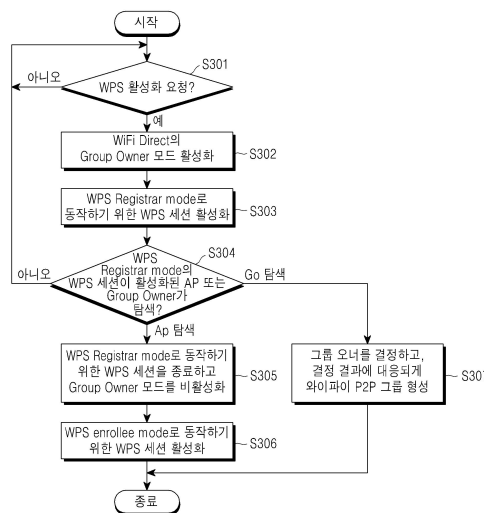 시작
S301
아니오
WPS 활성화 요청?
예
WiFi Direct의
Group Owner 모드 활성화
S302
WPS Registrar mode로
동작하기 위한 WPS 세션 활성화
S303
WPS
Registrar mode의
WPS 세션이 활성화된 AP 또는
Group Owner가
탐색?
S304
아니오
Go 탐색
Ap 탐색
WPS Registrar mode로 동작하기
위한 WPS 세션을 종료하고
Group Owner 모드를 비활성화
S305
그룹 오너를 결정하고,
결정 결과에 대응되게
와이파이 P2P 그룹 형성
S307
WPS enrollee mode로 동작하기
위한 WPS 세션 활성화
S306
종료